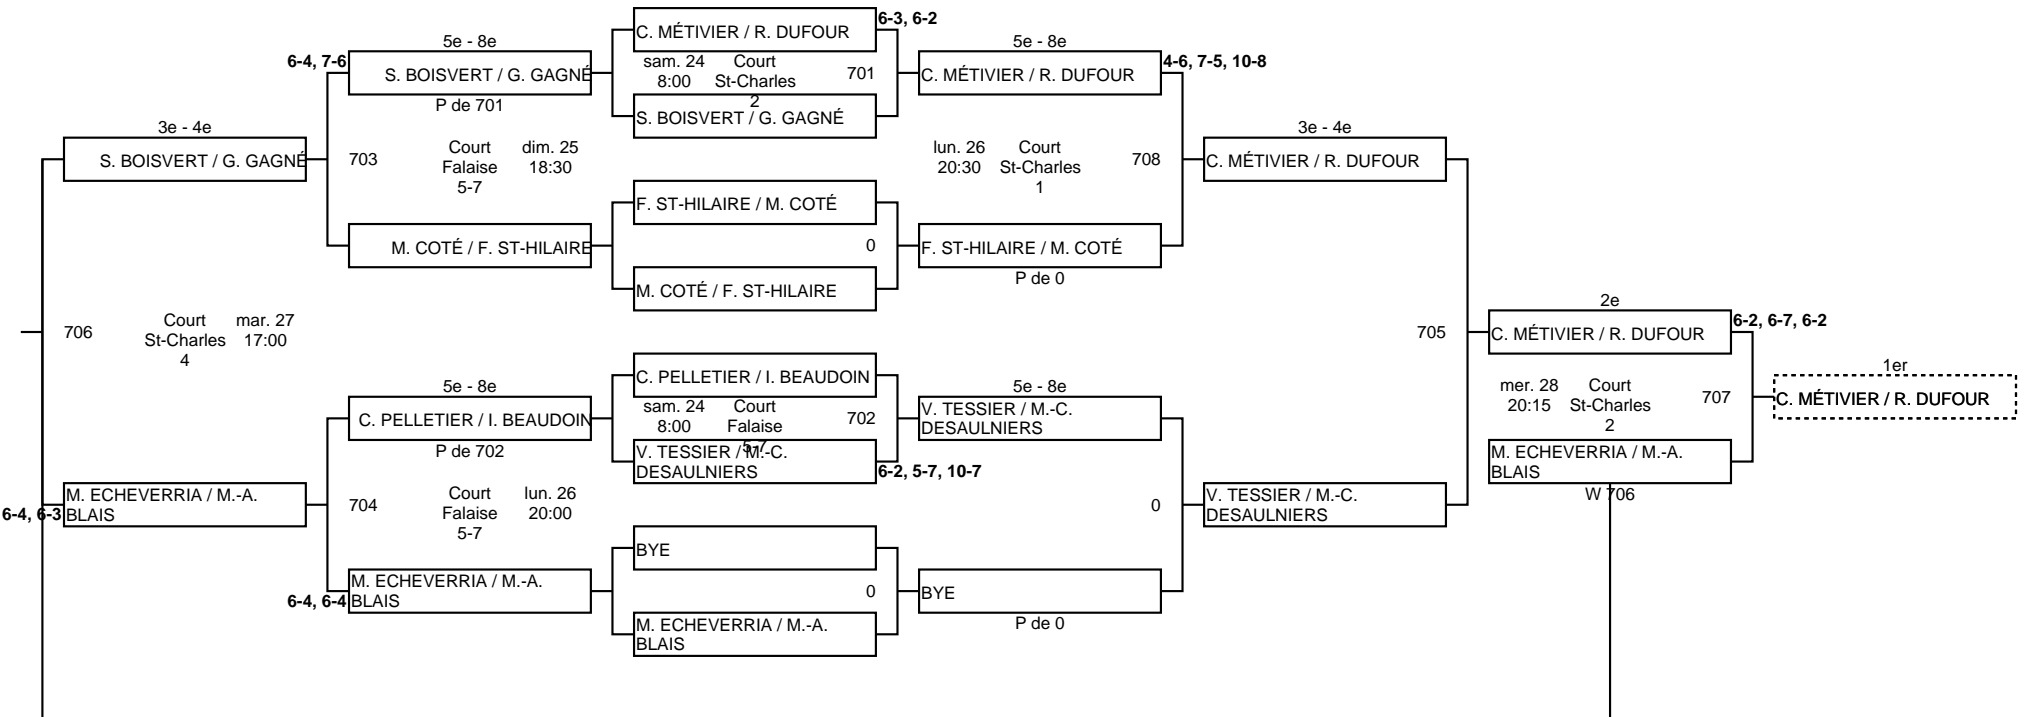 C. MÉTIVIER / R. DUFOUR
6-3, 6-2
5e - 8e
5e - 8e
6-4, 7-6
S. BOISVERT / G. GAGNÉ
sam. 24 Court
8:00 St-Charles
2
701
C. MÉTIVIER / R. DUFOUR
4-6, 7-5, 10-8
P de 701
S. BOISVERT / G. GAGNÉ
3e - 4e
3e - 4e
S. BOISVERT / G. GAGNÉ
703
Court dim. 25
Falaise 18:30
5-7
lun. 26 Court
20:30 St-Charles
1
708
C. MÉTIVIER / R. DUFOUR
F. ST-HILAIRE / M. COTÉ
M. COTÉ / F. ST-HILAIRE
0
F. ST-HILAIRE / M. COTÉ
P de 0
M. COTÉ / F. ST-HILAIRE
706
Court mar. 27
St-Charles 17:00
4
705
2e
C. MÉTIVIER / R. DUFOUR
6-2, 6-7, 6-2
1er
C. PELLETIER / I. BEAUDOIN
5e - 8e
5e - 8e
mer. 28 Court
20:15 St-Charles
2
707
C. MÉTIVIER / R. DUFOUR
C. PELLETIER / I. BEAUDOIN
sam. 24 Court
8:00 Falaise
5-7
702
V. TESSIER / M.-C.
DESAULNIERS
P de 702
V. TESSIER / M.-C.
DESAULNIERS
6-2, 5-7, 10-7
M. ECHEVERRIA / M.-A.
BLAIS
W 706
M. ECHEVERRIA / M.-A.
BLAIS
6-4, 6-3
704
Court lun. 26
Falaise 20:00
5-7
0
V. TESSIER / M.-C.
DESAULNIERS
BYE
M. ECHEVERRIA / M.-A.
BLAIS
6-4, 6-4
0
BYE
P de 0
M. ECHEVERRIA / M.-A.
BLAIS